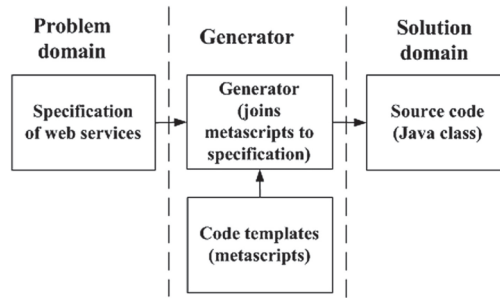 Problem
domain
Generator
Solution
domain
Specification
of web services
Generator
(joins
metascripts to
specification)
Source code
(Java class)
Code templates
(metascripts)